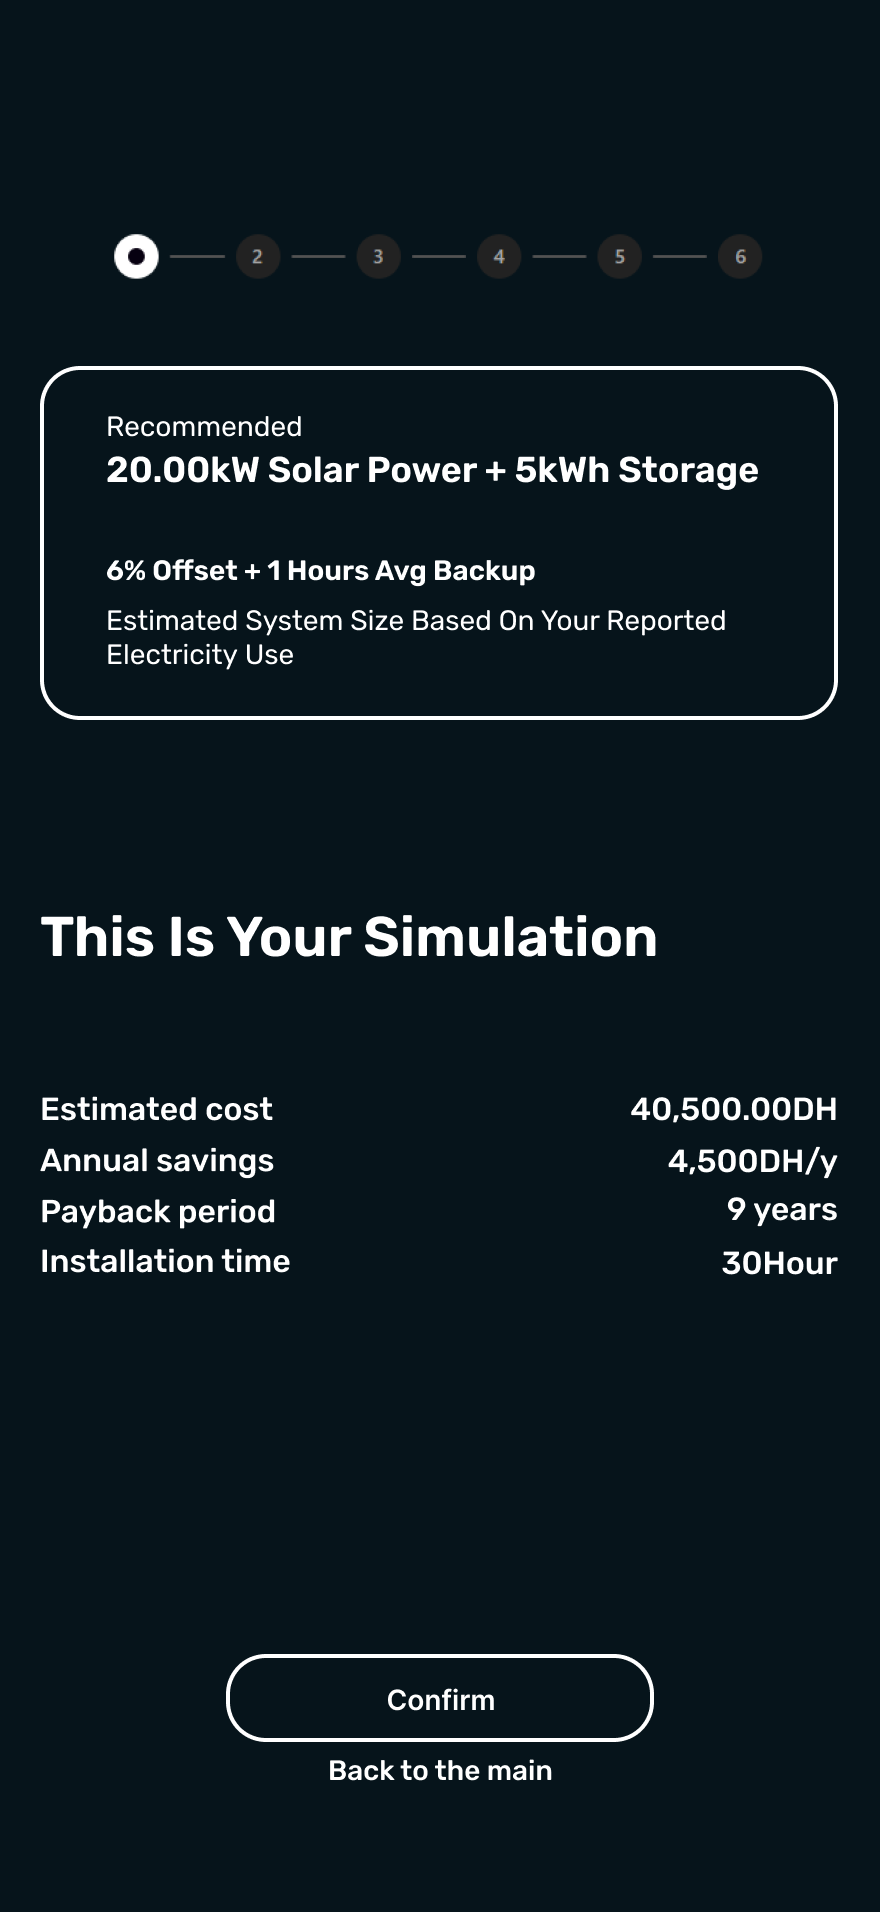 2 3 4 5 6
Recommended
20.00kW Solar Power + 5kWh Storage
6% Offset + 1 Hours Avg Backup
Estimated System Size Based On Your Reported
Electricity Use
This Is Your Simulation
Estimated cost 40,500.00DH
Annual savings 4,500DH/y
Payback period 9 years
Installation time 30Hour
Confirm
Back to the main